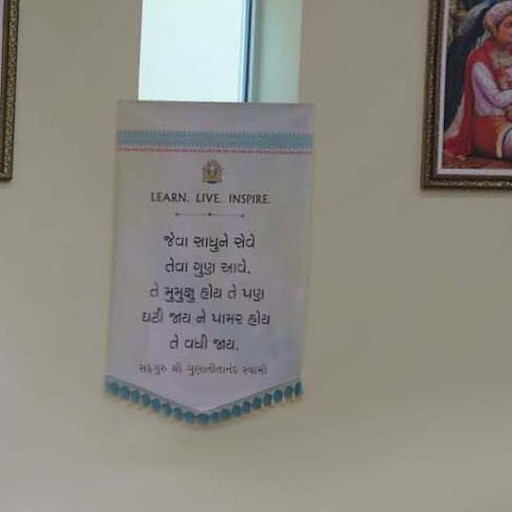 LEARN. LIVE. INSPIRE.
જેવા સાધુને સેવે
તેવા ગુણ આવે.
તે મુમુક્ષુ હોય તે પણ
ઘટી જાય ને પામર હોય
તે વધી જાય.
સદ્ગુરુ શ્રી ગુણાતીતાનંદ સ્વામી